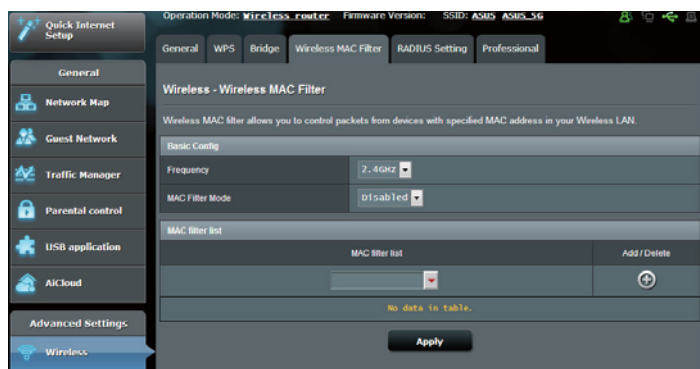 Quick Internet
Setup
Operation Mode: Wireless router Firmware Version: SSID: ASUS ASUS_5G
General WPS Bridge Wireless MAC Filter RADIUS Setting Professional
General
Network Map
Guest Network
Traffic Manager
Parental control
USB application
AiCloud
Advanced Settings
Wireless
Wireless - Wireless MAC Filter
Wireless MAC filter allows you to control packets from devices with specified MAC address in your Wireless LAN.
Basic Config
Frequency 2.4GHz
MAC Filter Mode Disabled
MAC filter list
MAC filter list Add / Delete
No data in table.
Apply